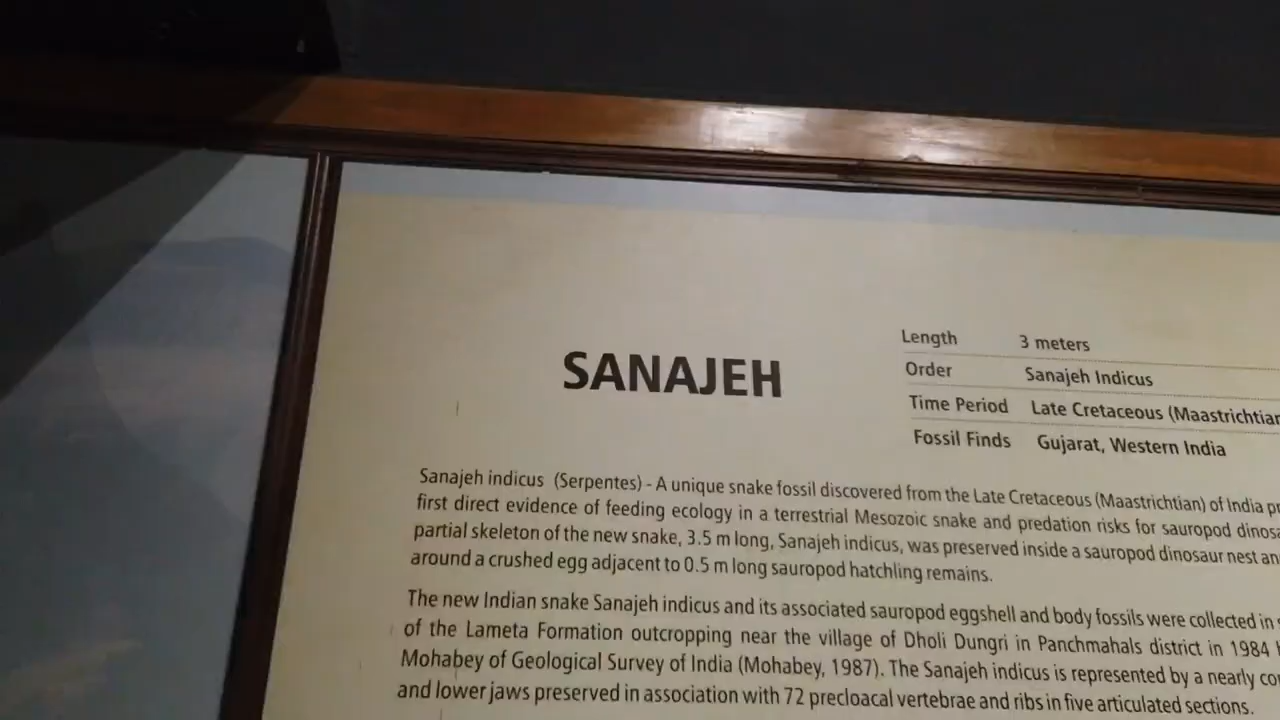 SANAJEH
Length 3 meters
Order Sanajeh Indicus
Time Period Late Cretaceous (Maastrichtian
Fossil Finds Gujarat, Western India
Sanajeh indicus (Serpentes) - A unique snake fossil discovered from the Late Cretaceous (Maastrichtian) of India
first direct evidence of feeding ecology in a terrestrial Mesozoic snake and predation risks for sauropod
partial skeleton of the new snake, 3.5 m long, Sanajeh indicus, was preserved inside a sauropod dinosaur nest
around a crushed egg adjacent to 0.5 m long sauropod hatchling remains.
The new Indian snake Sanajeh indicus and its associated sauropod eggshell and body fossils were collected in
of the Lameta Formation outcropping near the village of Dholi Dungri in Panchmahals district in 1984
Mohabey of Geological Survey of India (Mohabey, 1987). The Sanajeh indicus is represented by a nearly
and lower jaws preserved in association with 72 precloacal vertebrae and ribs in five articulated sections.